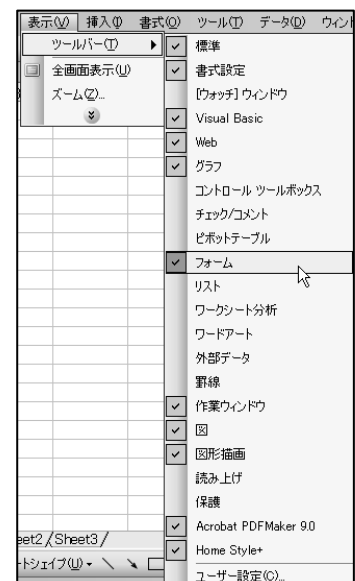 表示(V) 挿入(I) 書式(O) ツール(T) データ(D) ウィン
ツールバー(T)
全画面表示(U)
ズーム(Z)...
標準
書式設定
[ウォッチ] ウィンドウ
Visual Basic
Web
グラフ
コントロール ツールボックス
チェック/コメント
ピボットテーブル
フォーム
リスト
ワークシート分析
ワードアート
外部データ
罫線
作業ウィンドウ
図
図形描画
読み上げ
保護
Acrobat PDFMaker 9.0
Home Style+
ユーザー設定(C)...
eet2 / Sheet3 /
トシェイプ(U)